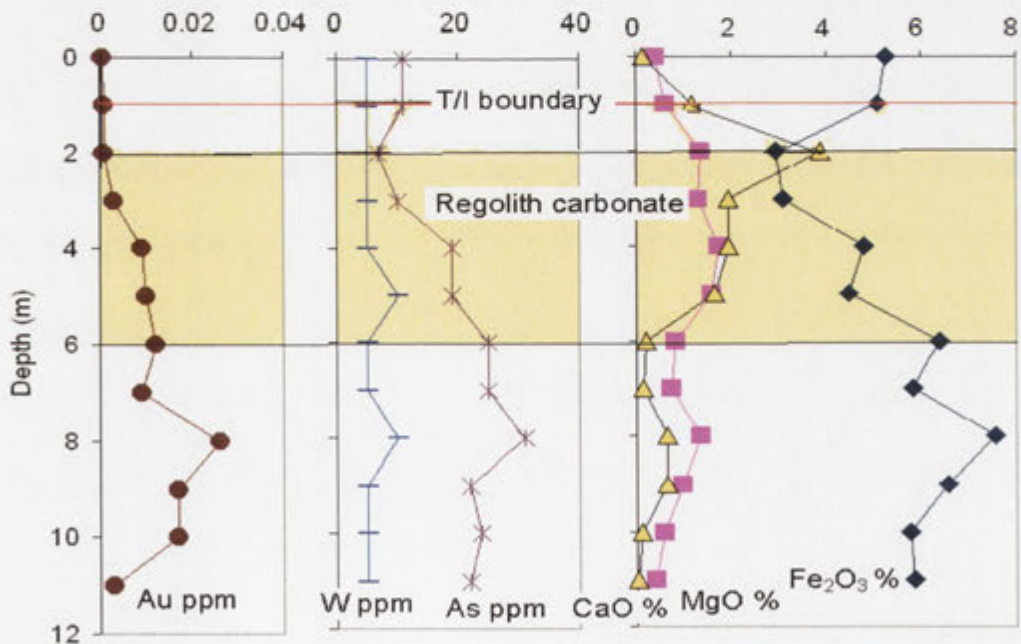 0 0.02 0.04 0 20 40 0 2 4 6 8
T/I boundary
Regolith carbonate
Depth (m)
0
2
4
6
8
10
12
Au ppm W ppm As ppm CaO % MgO % Fe₂O₃ %